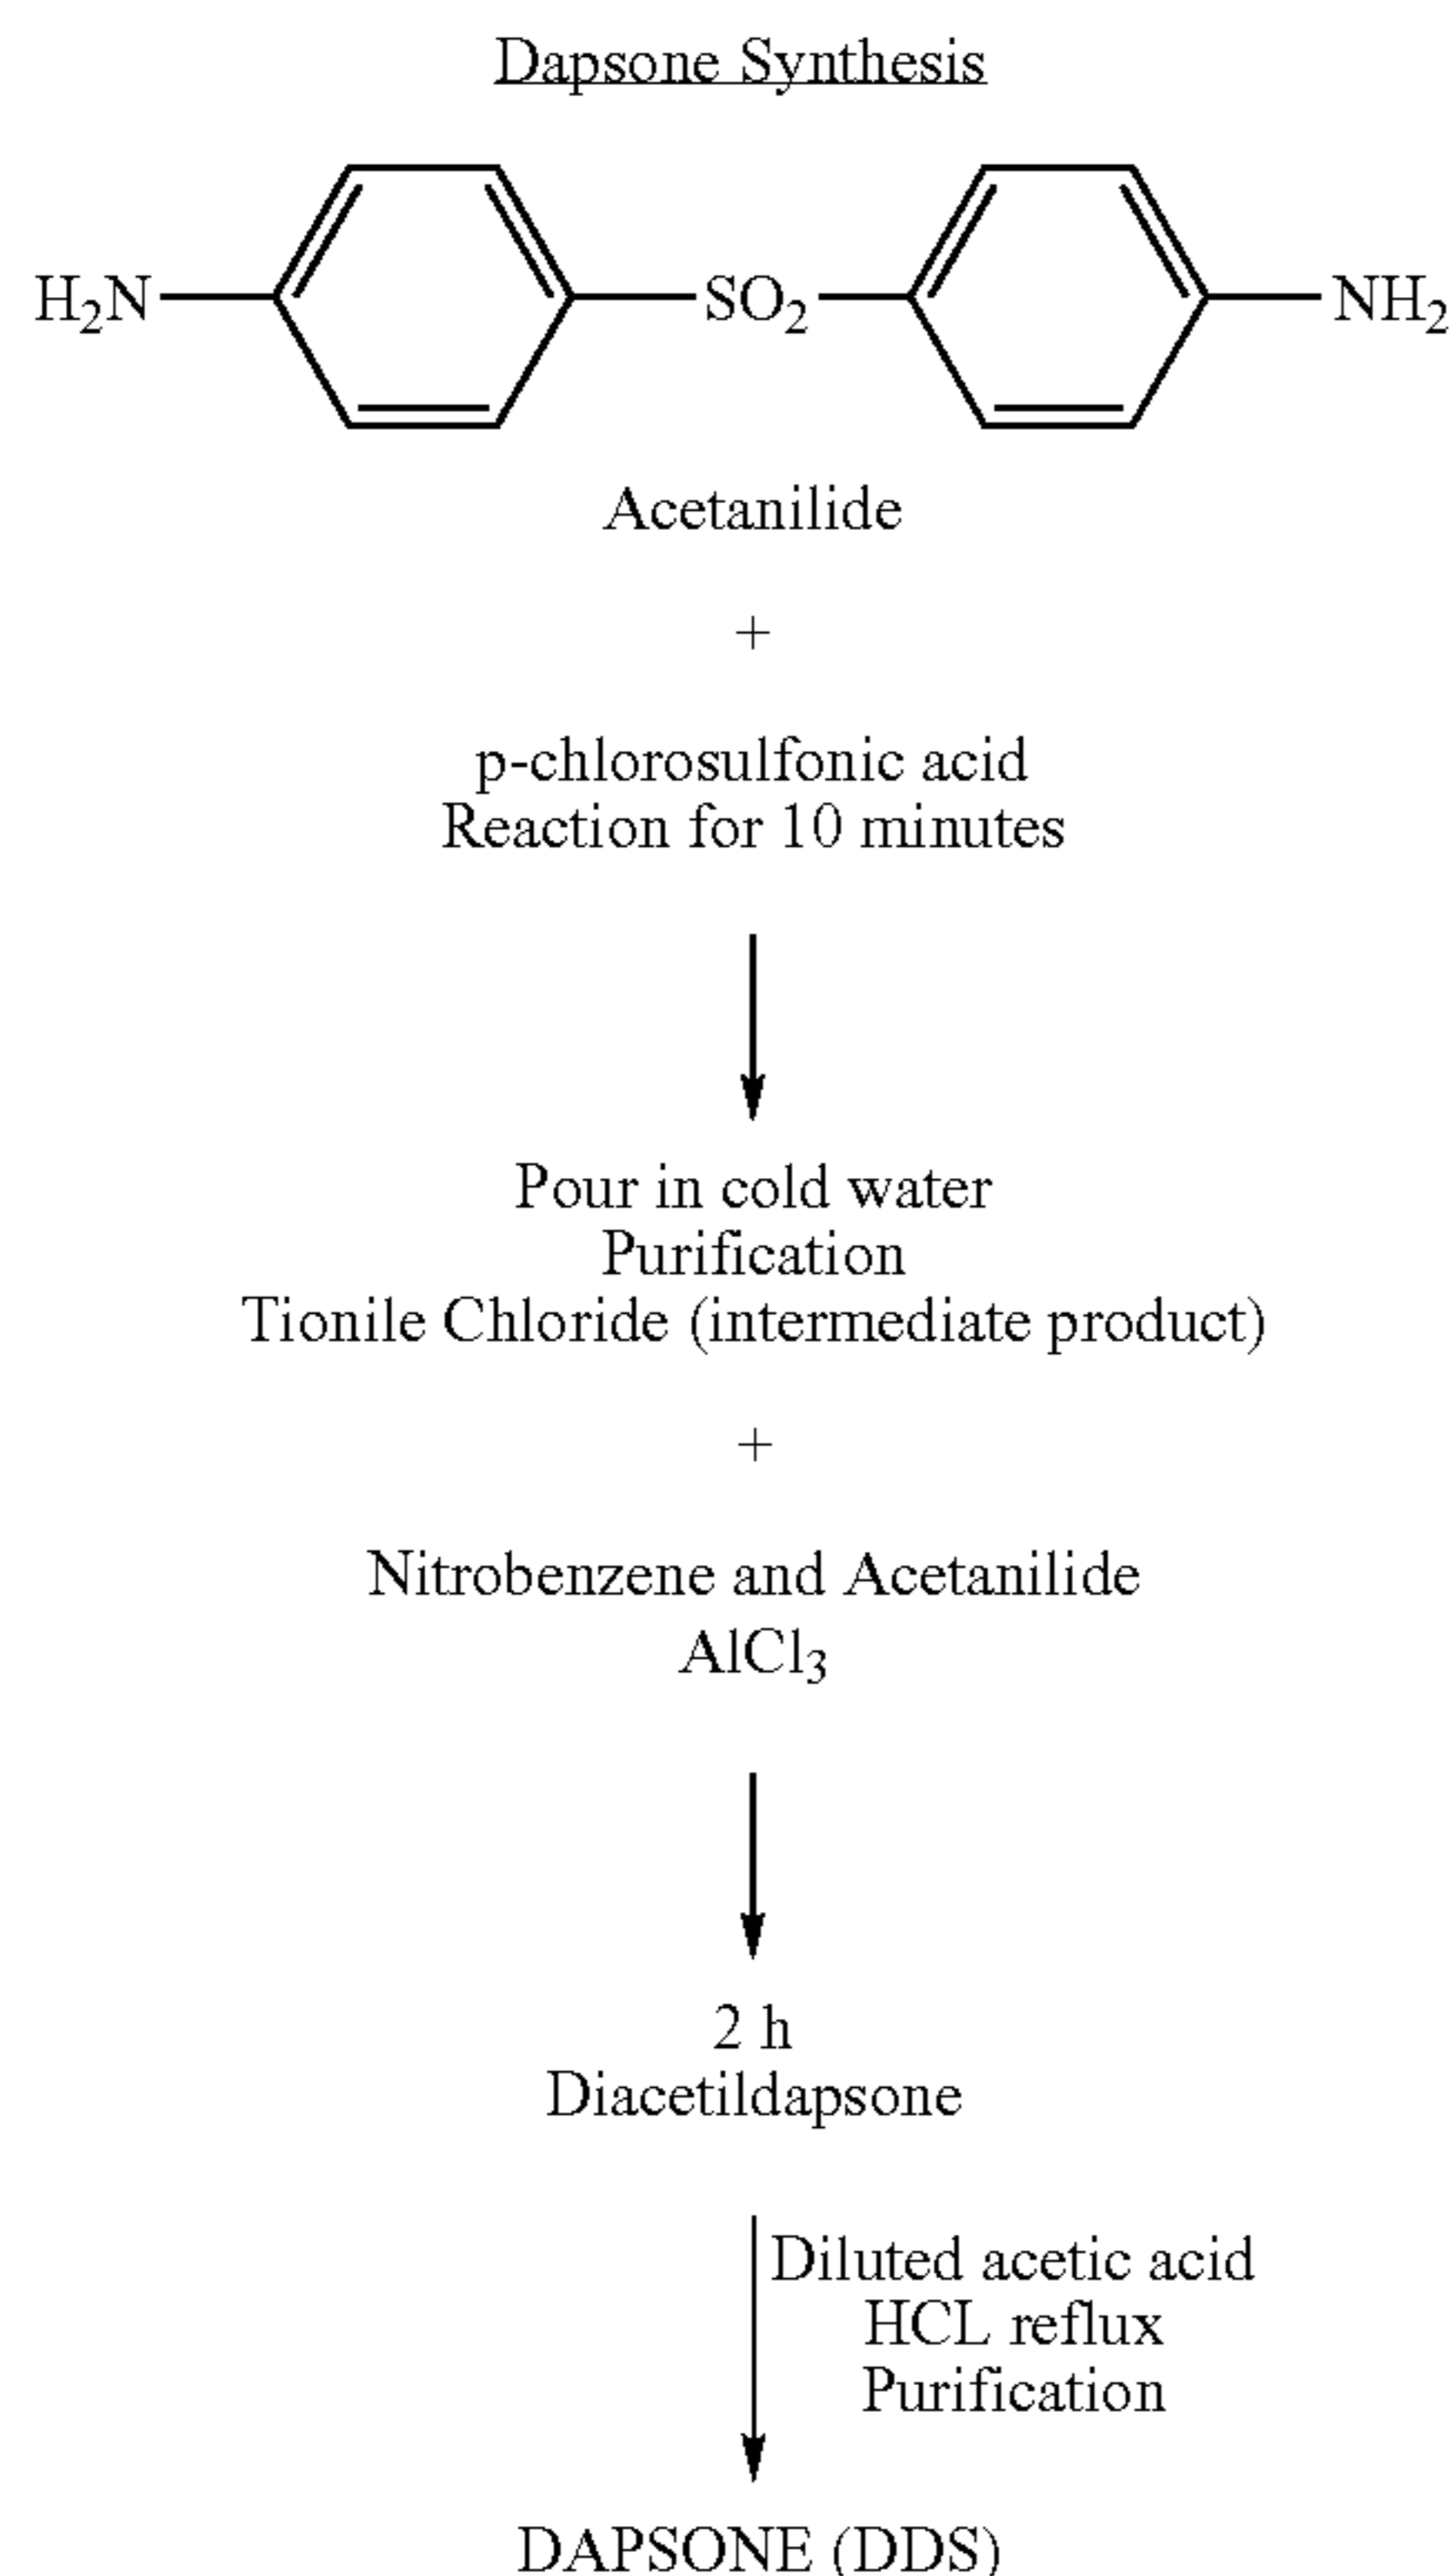 Dapsone Synthesis
H₂N SO₂ NH₂
Acetanilide
+
p-chlorosulfonic acid
Reaction for 10 minutes
Pour in cold water
Purification
Tionile Chloride (intermediate product)
+
Nitrobenzene and Acetanilide
AlCl₃
2 h
Diacetildapsone
Diluted acetic acid
HCL reflux
Purification
DAPSONE (DDS)